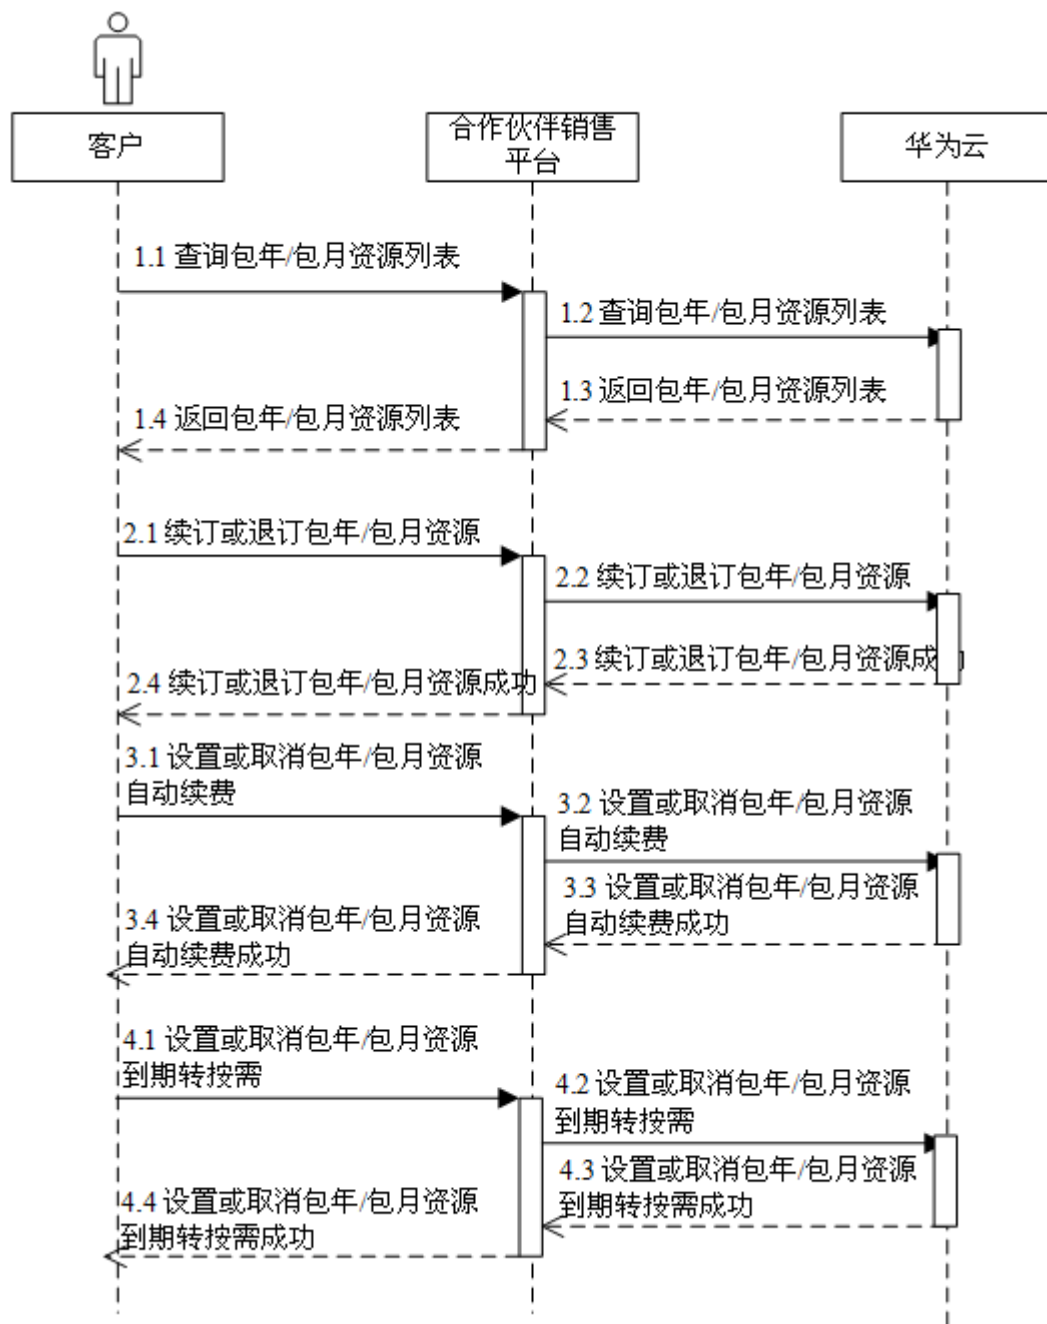 客户
合作伙伴销售
平台
华为云
1.1 查询包年/包月资源列表
1.2 查询包年/包月资源列表
1.3 返回包年/包月资源列表
1.4 返回包年/包月资源列表
2.1 续订或退订包年/包月资源
2.2 续订或退订包年/包月资源
2.3 续订或退订包年/包月资源成
2.4 续订或退订包年/包月资源成功
3.1 设置或取消包年/包月资源
自动续费
3.2 设置或取消包年/包月资源
自动续费
3.3 设置或取消包年/包月资源
自动续费成功
3.4 设置或取消包年/包月资源
自动续费成功
4.1 设置或取消包年/包月资源
到期转按需
4.2 设置或取消包年/包月资源
到期转按需
4.3 设置或取消包年/包月资源
到期转按需成功
4.4 设置或取消包年/包月资源
到期转按需成功